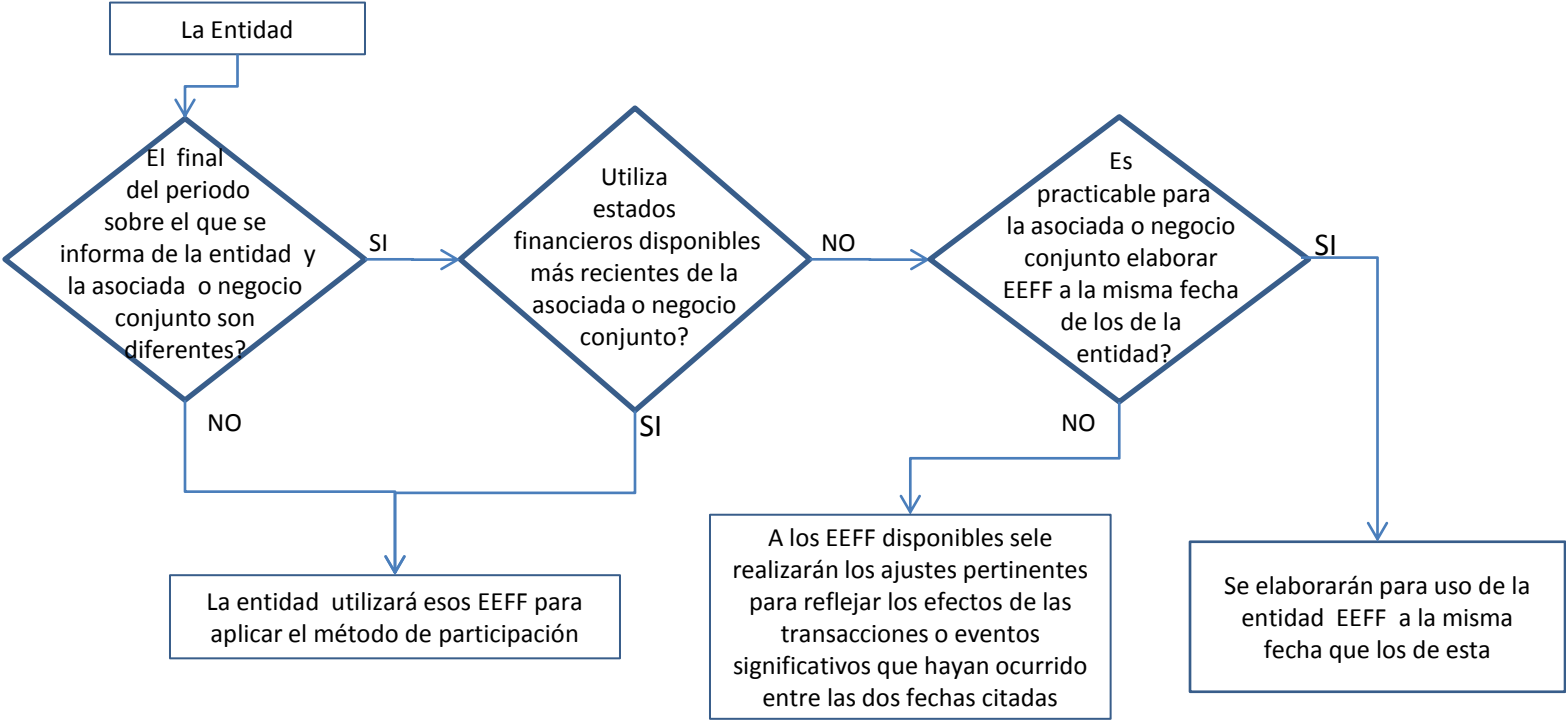 La Entidad
El final
del periodo
sobre el que se
informa de la entidad y
la asociada o negocio
conjunto son
diferentes?
SI
NO
Utiliza
estados
financieros disponibles
más recientes de la
asociada o negocio
conjunto?
NO
SI
Es
practicable para
la asociada o negocio
conjunto elaborar
EEFF a la misma fecha
de los de la
entidad?
SI
NO
La entidad utilizará esos EEFF para
aplicar el método de participación
A los EEFF disponibles sele
realizarán los ajustes pertinentes
para reflejar los efectos de las
transacciones o eventos
significativos que hayan ocurrido
entre las dos fechas citadas
Se elaborarán para uso de la
entidad EEFF a la misma
fecha que los de esta